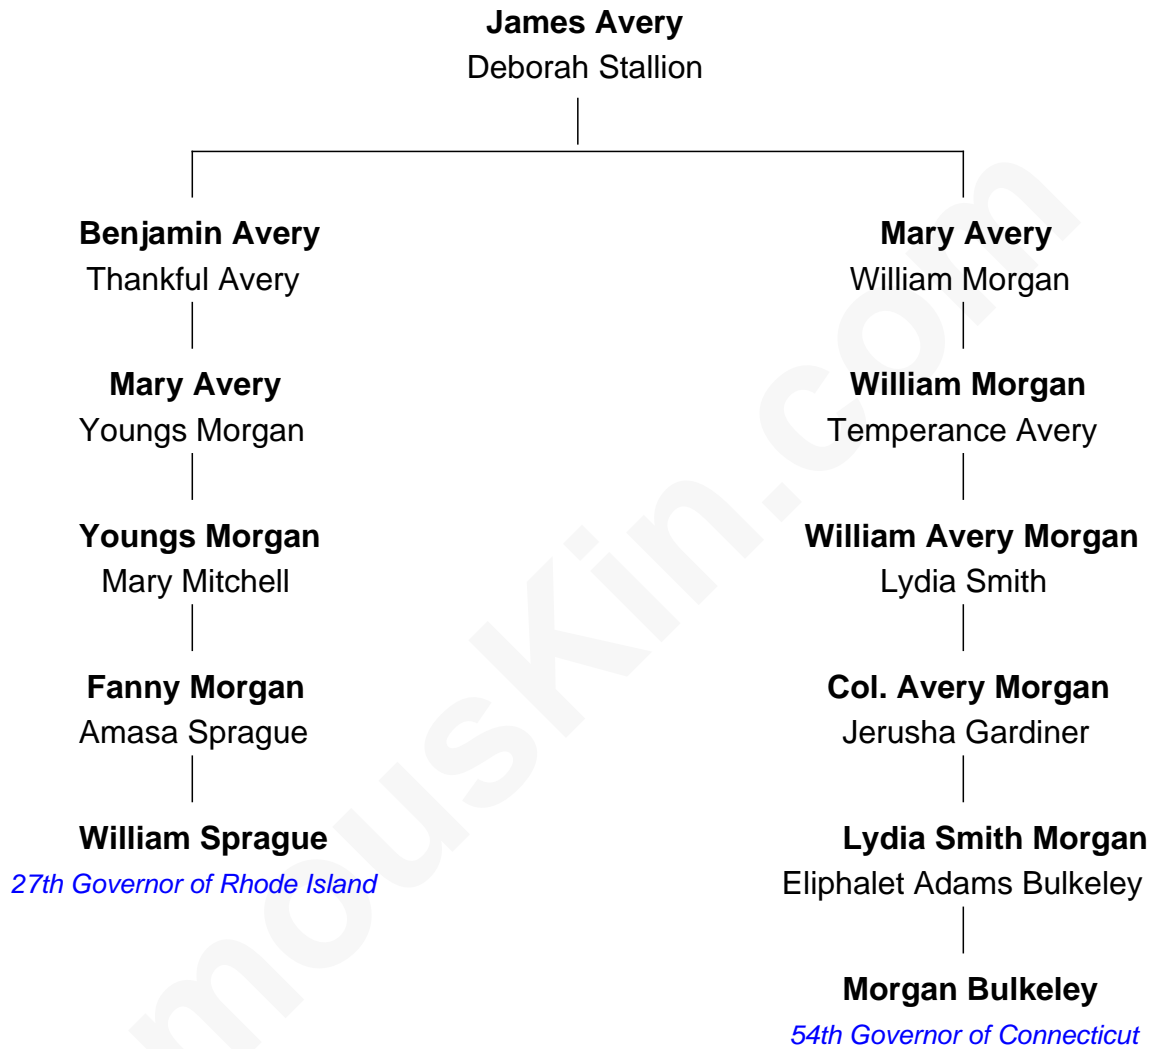 James Avery
Deborah Stallion
Benjamin Avery
Thankful Avery
Mary Avery
William Morgan
Mary Avery
Youngs Morgan
William Morgan
Temperance Avery
Youngs Morgan
Mary Mitchell
William Avery Morgan
Lydia Smith
Fanny Morgan
Amasa Sprague
Col. Avery Morgan
Jerusha Gardiner
William Sprague
27th Governor of Rhode Island
Lydia Smith Morgan
Eliphalet Adams Bulkeley
Morgan Bulkeley
54th Governor of Connecticut
mouskin.com